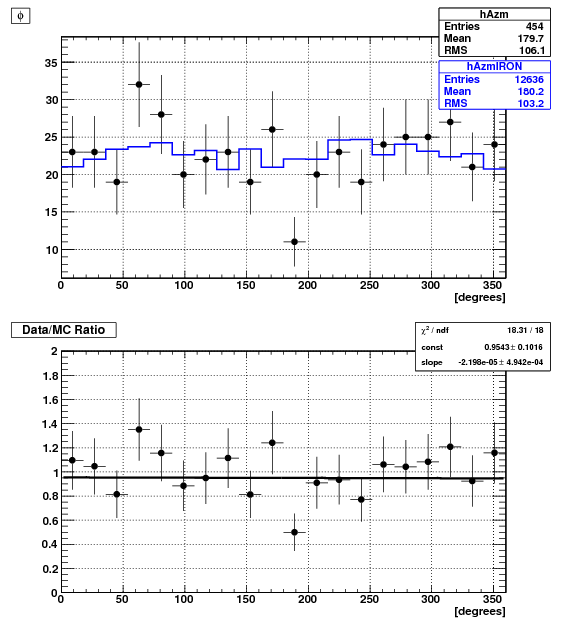 ϕ
hAzm
Entries 454
Mean 179.7
RMS 106.1
hAzmIRON
Entries 12636
Mean 180.2
RMS 103.2
35
30
25
20
15
10
0 50 100 150 200 250 300 350
[degrees]
Data/MC Ratio
χ² / ndf 18.31 / 18
const 0.9543 ± 0.1016
slope -2.198e-05 ± 4.942e-04
2
1.8
1.6
1.4
1.2
1
0.8
0.6
0.4
0.2
0
0 50 100 150 200 250 300 350
[degrees]